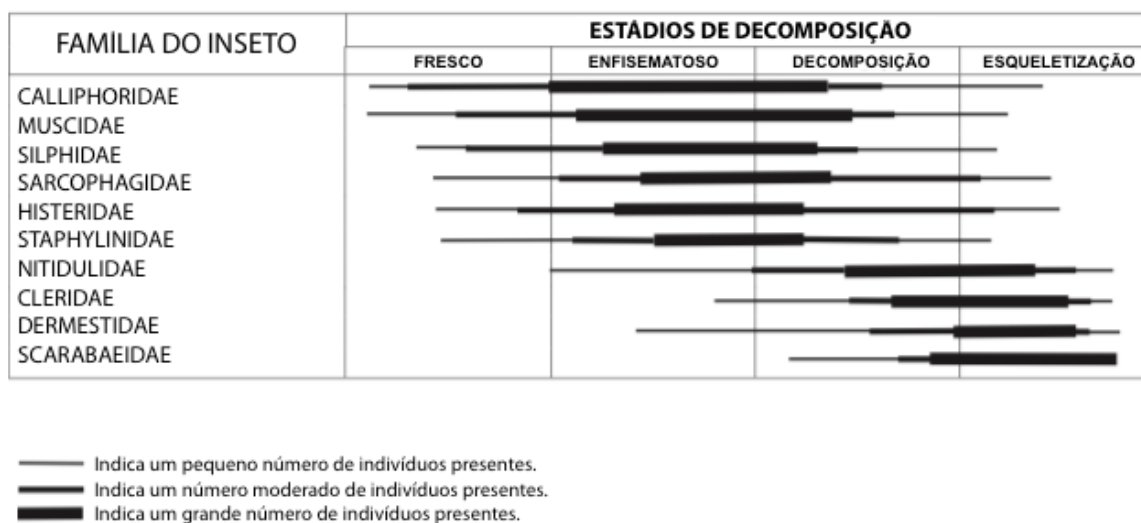 FAMÍLIA DO INSETO
ESTÁDIOS DE DECOMPOSIÇÃO
FRESCO ENFISEMATOSO DECOMPOSIÇÃO ESQUELETIZAÇÃO
CALLIPHORIDAE
MUSCIDAE
SILPHIDAE
SARCOPHAGIDAE
HISTERIDAE
STAPHYLINIDAE
NITIDULIDAE
CLERIDAE
DERMESTIDAE
SCARABAEIDAE
Indica um pequeno número de indivíduos presentes.
Indica um número moderado de indivíduos presentes.
Indica um grande número de indivíduos presentes.